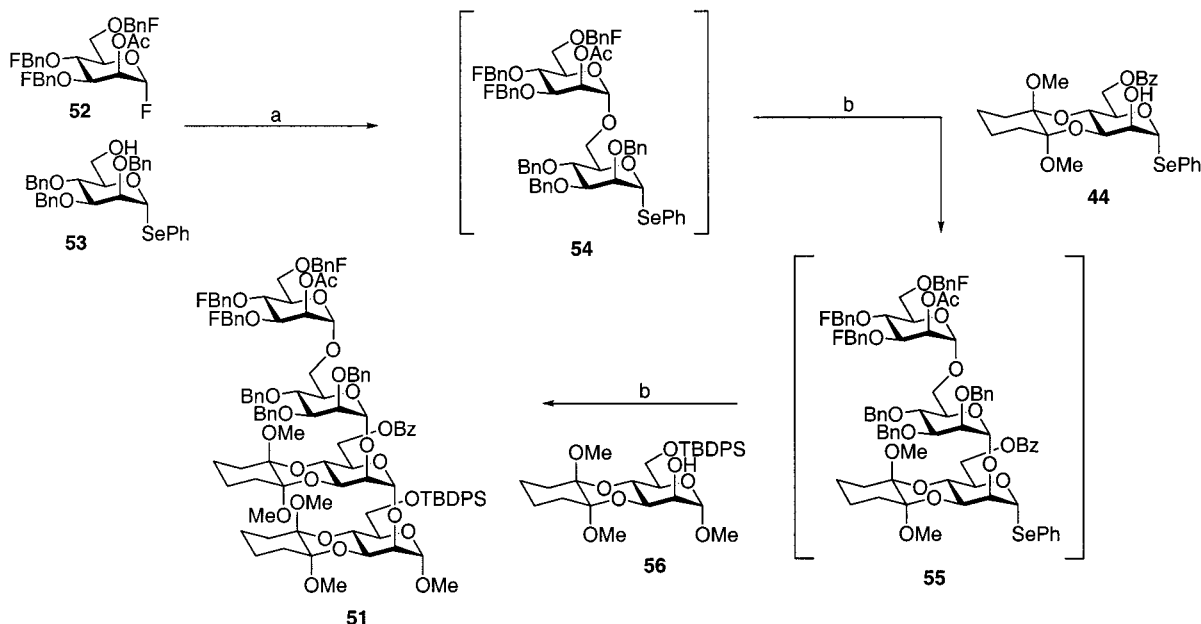 OBnF
OAc
FBnO
FBnO
O
F
52
OH
OBn
BnO
BnO
O
SePh
53
a
OBnF
OAc
FBnO
FBnO
O
O
OBn
BnO
BnO
O
SePh
54
b
OMe
OBz
OH
O
O
O
OMe
SePh
44
OBnF
OAc
FBnO
FBnO
O
O
OBn
BnO
BnO
O
OMe
OBz
O
O
O
O
OMe
SePh
55
b
OMe
OTBDPS
OH
O
O
O
OMe
OMe
56
OBnF
OAc
FBnO
FBnO
O
O
OBn
BnO
BnO
O
OMe
OBz
O
O
O
O
MeO
OMe
OTBDPS
O
O
O
O
OMe
OMe
51